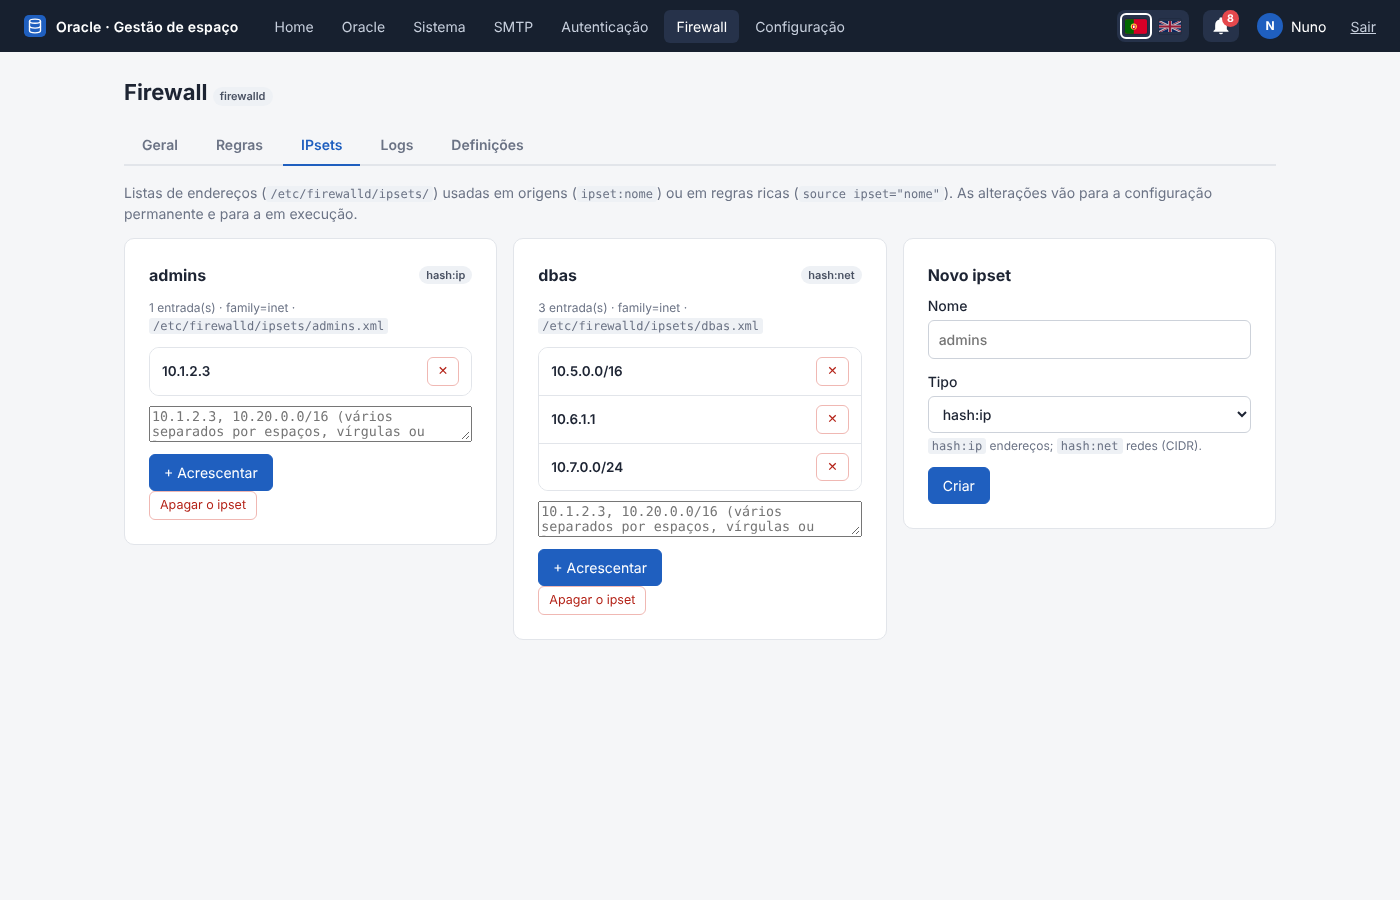 Oracle · Gestão de espaço Home Oracle Sistema SMTP Autenticação Firewall Configuração 8 N Nuno Sair
Firewall firewalld
Geral Regras IPsets Logs Definições
Listas de endereços ( /etc/firewalld/ipsets/ ) usadas em origens ( ipset:nome ) ou em regras ricas ( source ipset="nome" ). As alterações vão para a configuração
permanente e para a em execução.
admins hash:ip
1 entrada(s) · family=inet ·
/etc/firewalld/ipsets/admins.xml
10.1.2.3 ×
10.1.2.3, 10.20.0.0/16 (vários
separados por espaços, vírgulas ou
+ Acrescentar
Apagar o ipset
dbas hash:net
3 entrada(s) · family=inet ·
/etc/firewalld/ipsets/dbas.xml
10.5.0.0/16 ×
10.6.1.1 ×
10.7.0.0/24 ×
10.1.2.3, 10.20.0.0/16 (vários
separados por espaços, vírgulas ou
+ Acrescentar
Apagar o ipset
Novo ipset
Nome
admins
Tipo
hash:ip
hash:ip endereços; hash:net redes (CIDR).
Criar